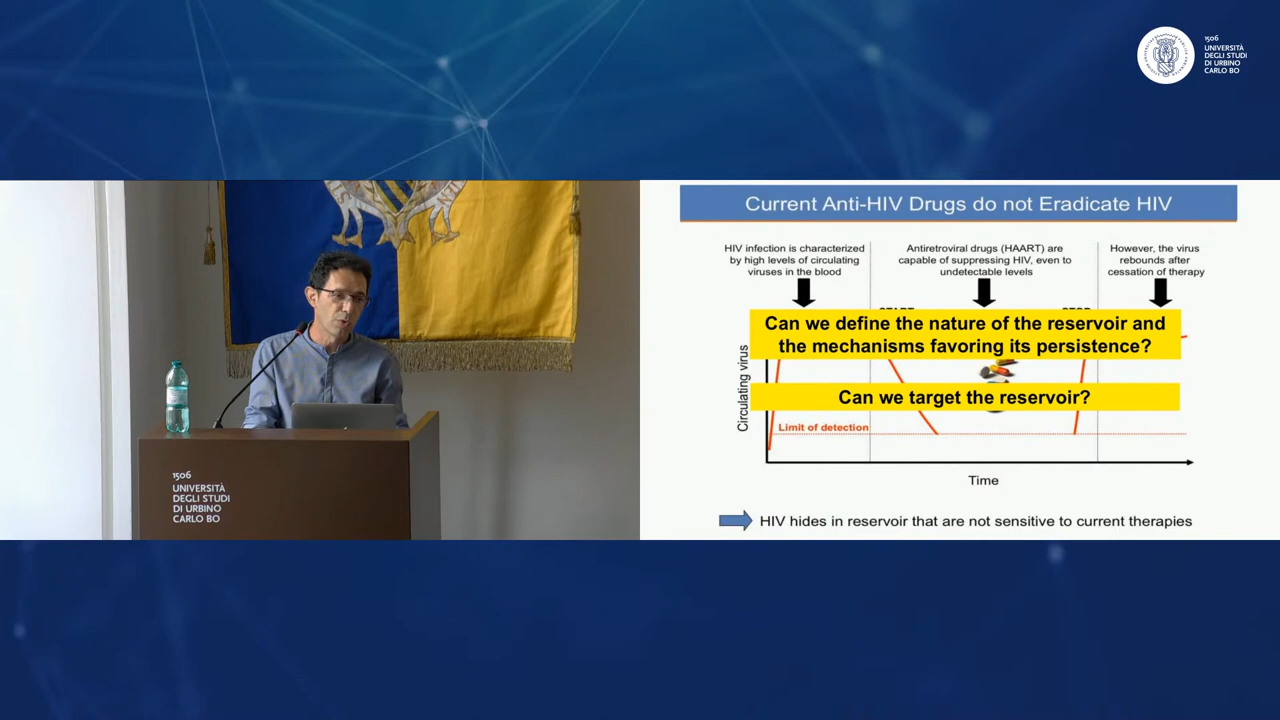 1506
UNIVERSITÀ
DEGLI STUDI
DI URBINO
CARLO BO
1506
UNIVERSITÀ
DEGLI STUDI
DI URBINO
CARLO BO
Current Anti-HIV Drugs do not Eradicate HIV
HIV infection is characterized
by high levels of circulating
viruses in the blood
Antiretroviral drugs (HAART) are
capable of suppressing HIV, even to
undetectable levels
However, the virus
rebounds after
cessation of therapy
Can we define the nature of the reservoir and
the mechanisms favoring its persistence?
Can we target the reservoir?
Circulating virus
Limit of detection
Time
HIV hides in reservoir that are not sensitive to current therapies